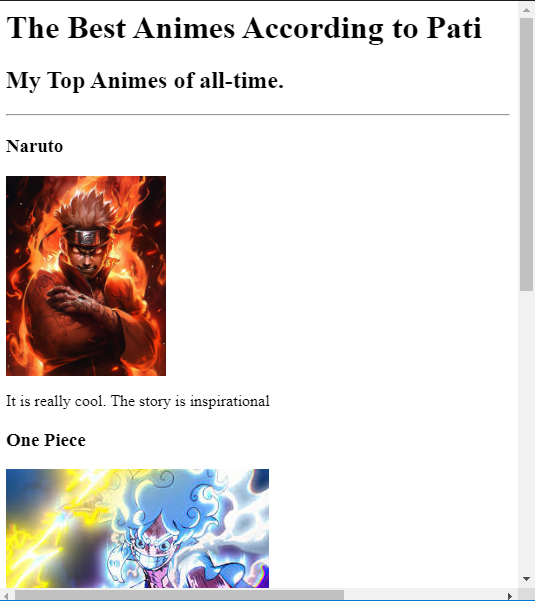 The Best Animes According to Pati
My Top Animes of all-time.
Naruto
It is really cool. The story is inspirational
One Piece